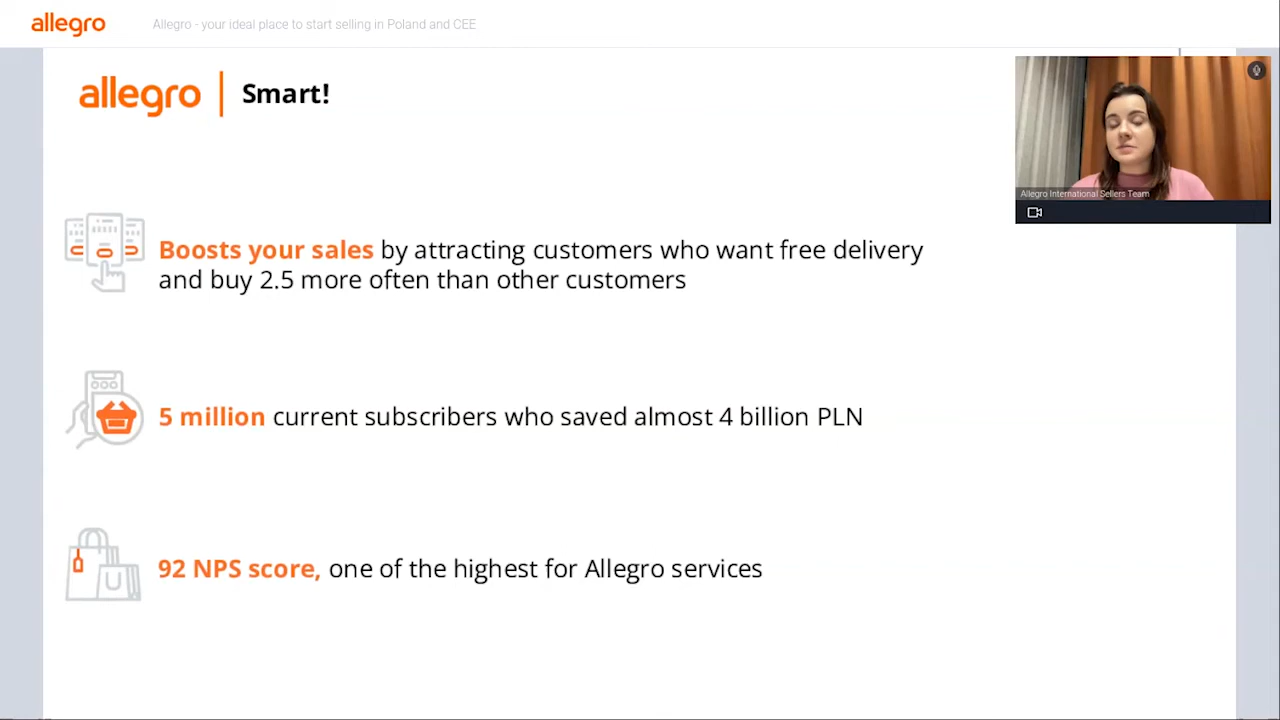 allegro
Allegro - your ideal place to start selling in Poland and CEE
allegro | Smart!
Allegro International Sellers Team
Boosts your sales by attracting customers who want free delivery
and buy 2.5 more often than other customers
5 million current subscribers who saved almost 4 billion PLN
92 NPS score, one of the highest for Allegro services